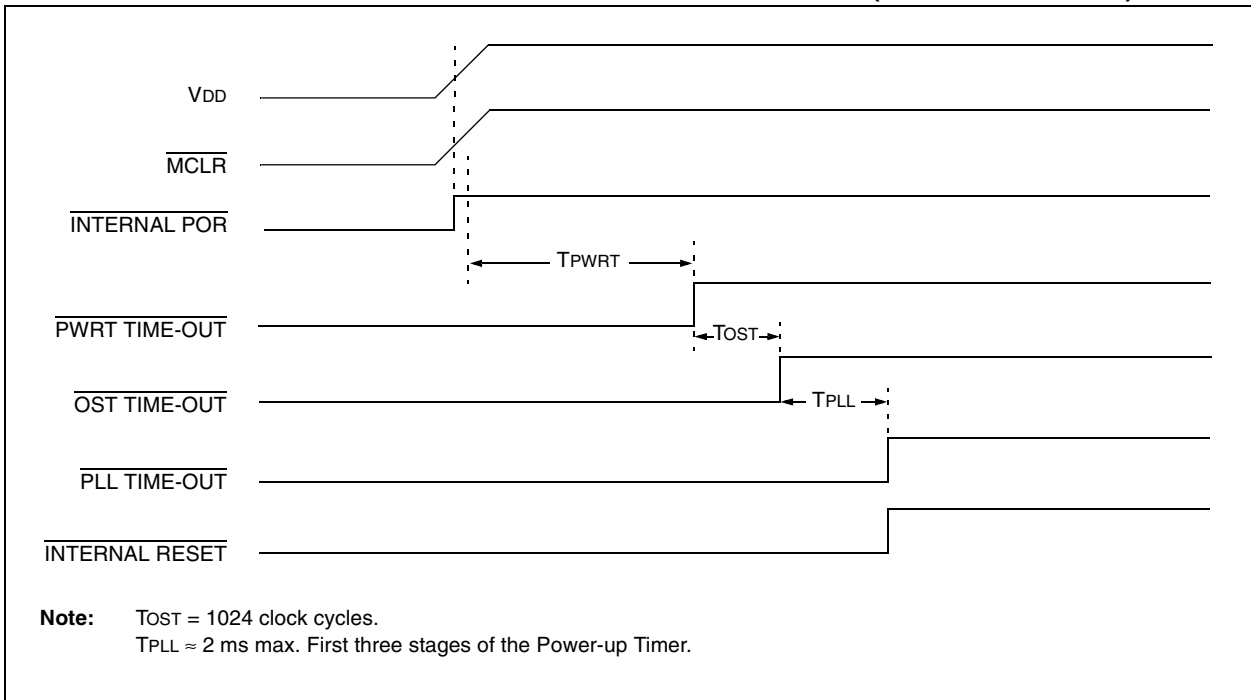 VDD
MCLR
INTERNAL POR
TPWRT
PWRT TIME-OUT
TOST
OST TIME-OUT
TPLL
PLL TIME-OUT
INTERNAL RESET
Note: TOST = 1024 clock cycles.
TPLL ≈ 2 ms max. First three stages of the Power-up Timer.